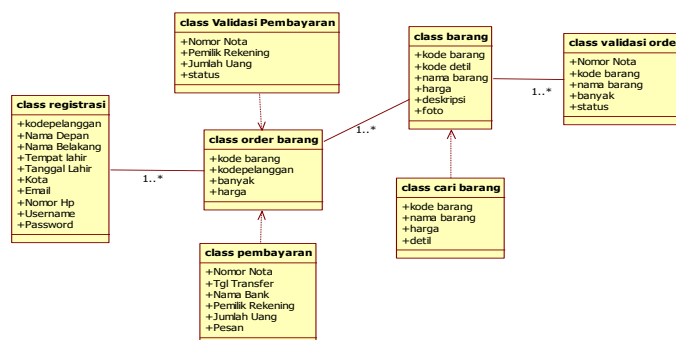 class Validasi Pembayaran
+Nomor Nota
+Pemilik Rekening
+Jumlah Uang
+status
class barang
+kode barang
+kode detil
+nama barang
+harga
+deskripsi
+foto
class validasi order
+Nomor Nota
+kode barang
+nama barang
+banyak
+status
1..*
class registrasi
+kodepelanggan
+Nama Depan
+Nama Belakang
+Tempat lahir
+Tanggal Lahir
+Kota
+Email
+Nomor Hp
+Username
+Password
1..*
class order barang
+kode barang
+kodepelanggan
+banyak
+harga
1..*
class cari barang
+kode barang
+nama barang
+harga
+detil
class pembayaran
+Nomor Nota
+Tgl Transfer
+Nama Bank
+Pemilik Rekening
+Jumlah Uang
+Pesan